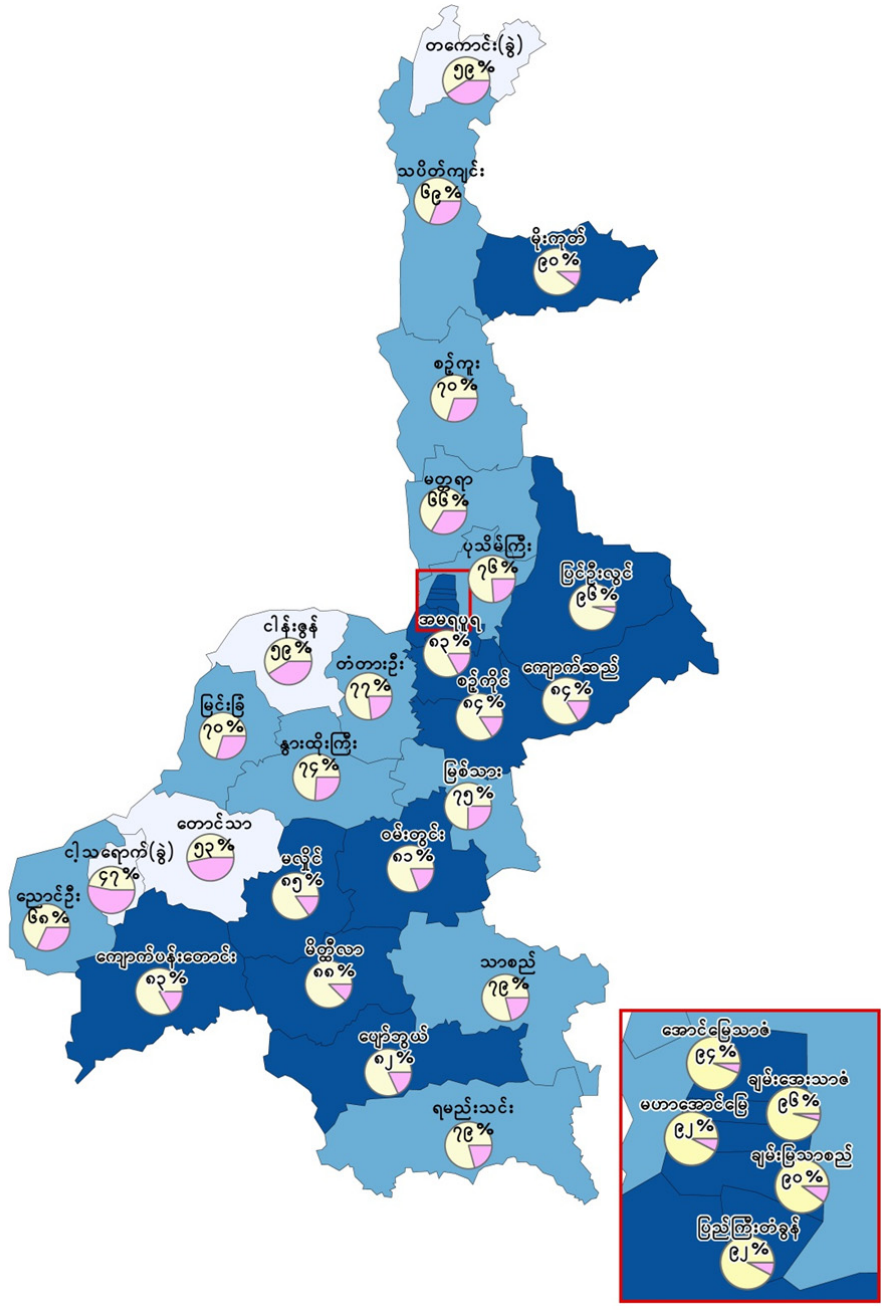 တကောင်း(ခွဲ)
၅၉%
သပိတ်ကျင်း
၆၉%
မိုးကုတ်
၉၀%
စဉ့်ကူး
၇၀%
မတ္တရာ
၆၆%
ပုသိမ်ကြီး
၇၆%
ပြင်ဦးလွင်
၉၆%
အမရပူရ
၈၃%
ငါန်းဇွန်
၅၉%
တံတားဦး
၇၇%
စဉ့်ကိုင်
၈၄%
ကျောက်ဆည်
၈၄%
မြင်းခြံ
၇၀%
နွားထိုးကြီး
၇၄%
မြစ်သား
၇၅%
တောင်သာ
၅၃%
ဝမ်းတွင်း
၈၁%
ငါ့သရောက်(ခွဲ)
၄၇%
မလှိုင်
၈၅%
ညောင်ဦး
၆၈%
ကျောက်ပန်းတောင်း
၈၃%
မိတ္ထီလာ
၈၈%
သာစည်
၇၉%
ပျော်ဘွယ်
၈၂%
ရမည်းသင်း
၇၉%
အောင်မြေသာဇံ
၉၄%
ချမ်းအေးသာဇံ
၉၆%
မဟာအောင်မြေ
၉၂%
ချမ်းမြသာစည်
၉၀%
ပြည်ကြီးတံခွန်
၉၂%